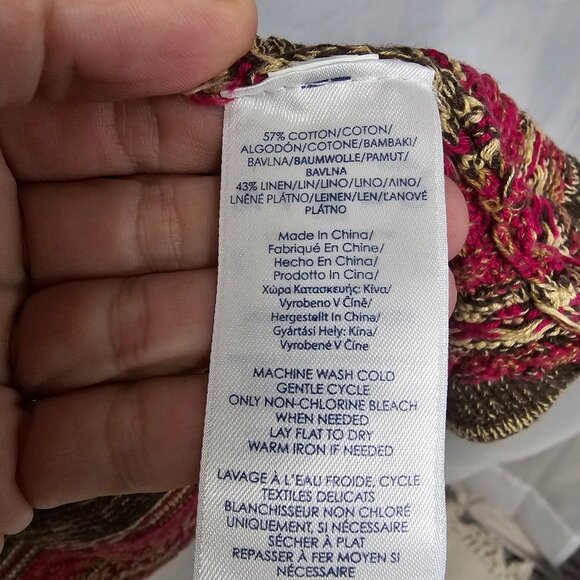 57% COTTON/COTON/
ALGODÓN/COTONE/BAMBAKI/
BAVLNA/BAUMWOLLE/PAMUT/
BAVLNA
43% LINEN/LIN/LINO/LINO/ΛΙΝΟ/
LNĚNÉ PLÁTNO/LEINEN/LEN/ĽANOVÉ
PLÁTNO
Made In China/
Fabriqué En Chine/
Hecho En China/
Prodotto In Cina/
Χώρα Κατασκευής: Κίνα/
Vyrobeno V Číně/
Hergestellt In China/
Gyártási Hely: Kína/
Vyrobené V Číne
MACHINE WASH COLD
GENTLE CYCLE
ONLY NON-CHLORINE BLEACH
WHEN NEEDED
LAY FLAT TO DRY
WARM IRON IF NEEDED
LAVAGE À L'EAU FROIDE, CYCLE
TEXTILES DELICATS
BLANCHISSEUR NON CHLORÉ
UNIQUEMENT, SI NÉCESSAIRE
SÉCHER À PLAT
REPASSER À FER MOYEN SI
NÉCESSAIRE